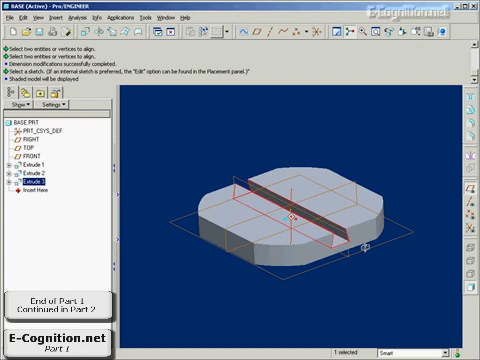 BASE (Active) - Pro/ENGINEER
E-Cognition.net
File Edit View Insert Analysis Info Applications Tools Window Help
Select two entities or vertices to align.
Select two entities or vertices to align.
Dimension modifications successfully completed.
Select a sketch. (If an internal sketch is preferred, the "Edit" option can be found in the Placement panel.)"
Shaded model will be displayed
Show Settings
BASE.PRT
PRT_CSYS_DEF
RIGHT
TOP
FRONT
Extrude 1
Extrude 2
Extrude 3
Insert Here
End of Part 1
Continued in Part 2
E-Cognition.net
Part 1
1 selected
Smart